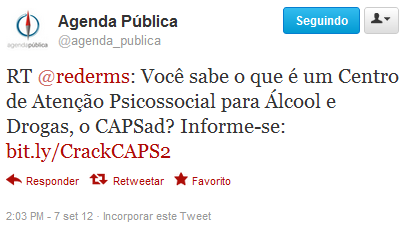 Agenda Pública
@agenda_publica
Seguindo
agendapública
RT @rederms: Você sabe o que é um Centro
de Atenção Psicossocial para Álcool e
Drogas, o CAPSad? Informe-se:
bit.ly/CrackCAPS2
Responder Retweetar Favorito
2:03 PM - 7 set 12 · Incorporar este Tweet